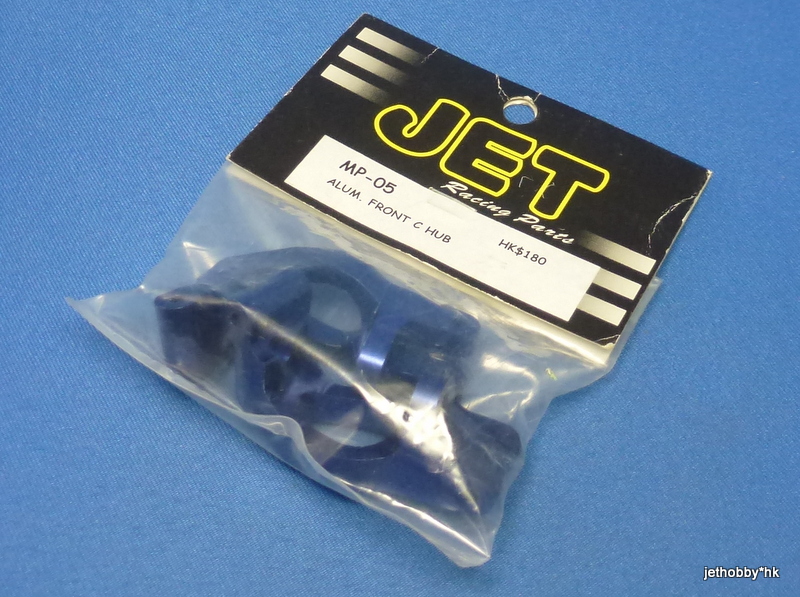 JET
Racing Parts
MP-05
ALUM. FRONT C HUB
HK$180
jethobby*hk